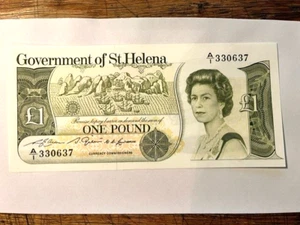 Government of St. Helena
A/1 330637
£1
£1
ONE POUND
A/1 330637
CURRENCY COMMISSIONERS